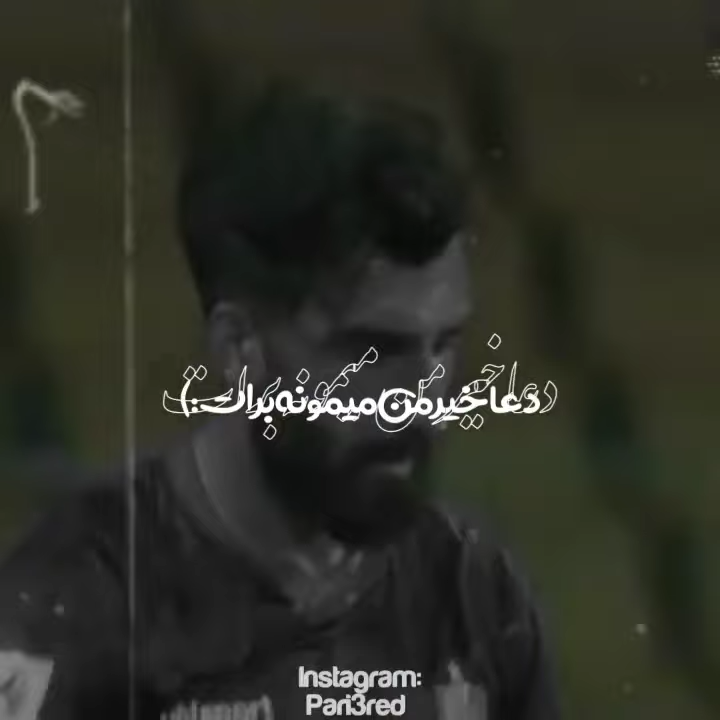 دعا خیر من میمونه برات:)
Instagram:
Pari3red